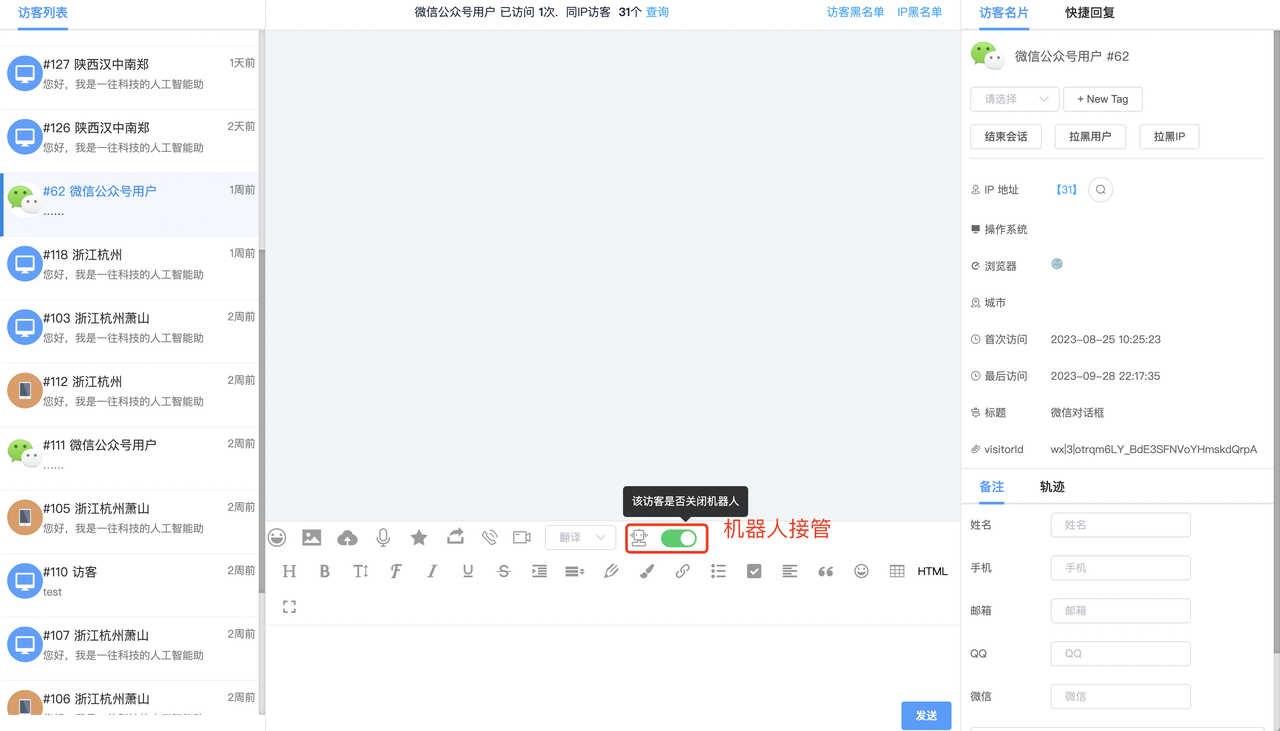 访客列表
#127 陕西汉中南郑
1天前
您好，我是一往科技的人工智能助
#126 陕西汉中南郑
2天前
您好，我是一往科技的人工智能助
#62 微信公众号用户
1周前
......
#118 浙江杭州
1周前
您好，我是一往科技的人工智能助
#103 浙江杭州萧山
2周前
您好，我是一往科技的人工智能助
#112 浙江杭州
2周前
您好，我是一往科技的人工智能助
#111 微信公众号用户
2周前
......
#105 浙江杭州萧山
2周前
您好，我是一往科技的人工智能助
#110 访客
2周前
test
#107 浙江杭州萧山
2周前
您好，我是一往科技的人工智能助
#106 浙江杭州萧山
2周前
微信公众号用户 已访问 1次. 同IP访客 31个 查询
访客黑名单 IP黑名单
该访客是否关闭机器人
翻译
机器人接管
HTML
发送
访客名片 快捷回复
微信公众号用户 #62
请选择
+ New Tag
结束会话 拉黑用户 拉黑IP
IP 地址 【31】
操作系统
浏览器
城市
首次访问 2023-08-25 10:25:23
最后访问 2023-09-28 22:17:35
标题 微信对话框
visitorId wx|3|otrqm6LY_BdE3SFNVoYHmskdQrpA
备注 轨迹
姓名 姓名
手机 手机
邮箱 邮箱
QQ QQ
微信 微信